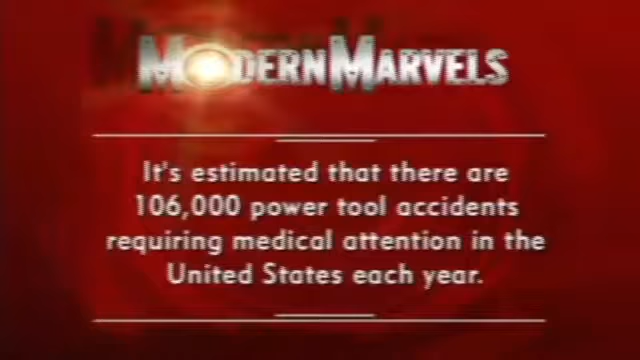 MODERN MARVELS
It's estimated that there are
106,000 power tool accidents
requiring medical attention in the
United States each year.